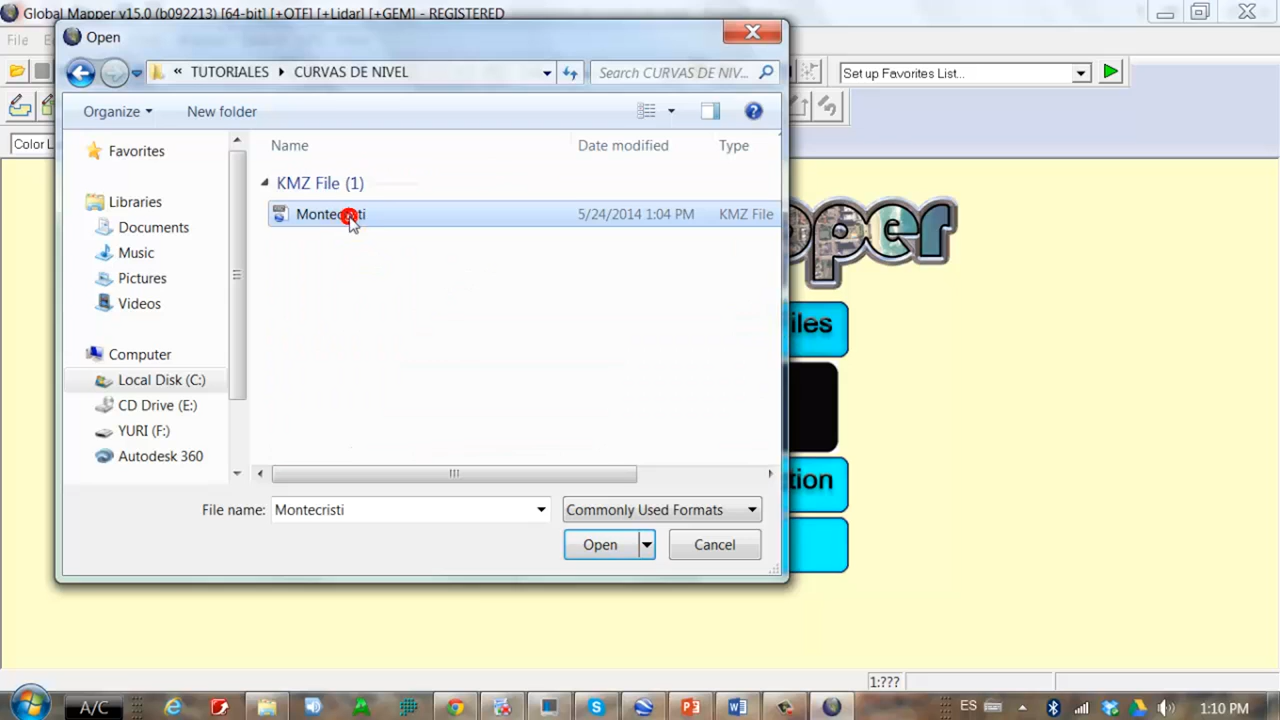 Global Mapper v15.0 (b092213) [64-bit] [+OTF] [+Lidar] [+GEM] - REGISTERED
File
Open
« TUTORIALES CURVAS DE NIVEL
Search CURVAS DE NIV...
Set up Favorites List...
Organize
New folder
Color L
Name
Date modified
Type
Favorites
Libraries
Documents
Music
Pictures
Videos
Computer
Local Disk (C:)
CD Drive (E:)
YURI (F:)
Autodesk 360
KMZ File (1)
Montecristi
5/24/2014 1:04 PM
KMZ File
pper
iles
tion
File name:
Montecristi
Commonly Used Formats
Open
Cancel
1:???
A/C
ES
1:10 PM